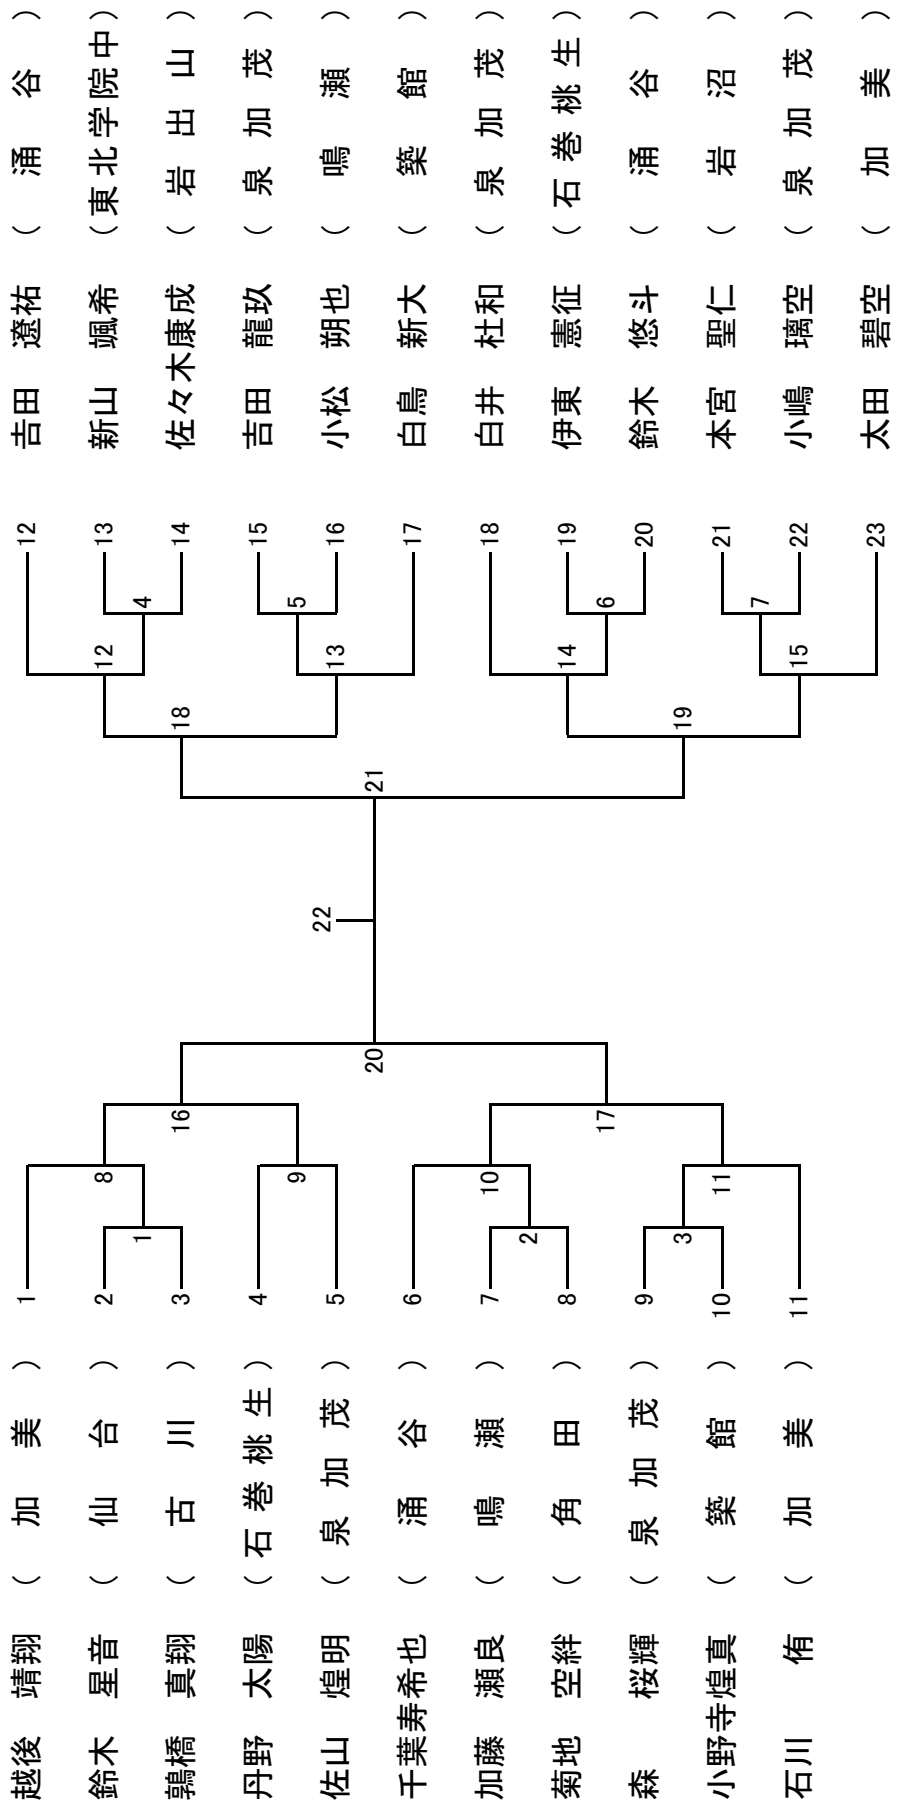 越後 靖翔 （ 加 美 ） 1
鈴木 星音 （ 仙 台 ） 2
鶉橋 真翔 （ 古 川 ） 3
丹野 太陽 （ 石 巻 桃 生 ） 4
佐山 煌明 （ 泉 加 茂 ） 5
千葉寿希也 （ 涌 谷 ） 6
加藤 瀬良 （ 鳴 瀬 ） 7
菊地 空絆 （ 角 田 ） 8
森 桜輝 （ 泉 加 茂 ） 9
小野寺煌真 （ 築 館 ） 10
石川 侑 （ 加 美 ） 11
1
2
3
8
9
10
11
16
17
20
22
21
18
19
12
13
14
15
4
5
6
7
12 吉田 遼祐 （ 涌 谷 ）
13 新山 颯希 （ 東北学院中 ）
14 佐々木康成 （ 岩 出 山 ）
15 吉田 龍玖 （ 泉 加 茂 ）
16 小松 朔也 （ 鳴 瀬 ）
17 白鳥 新大 （ 築 館 ）
18 白井 杜和 （ 泉 加 茂 ）
19 伊東 憲征 （ 石 巻 桃 生 ）
20 鈴木 悠斗 （ 涌 谷 ）
21 本宮 聖仁 （ 岩 沼 ）
22 小嶋 璃空 （ 泉 加 茂 ）
23 太田 碧空 （ 加 美 ）